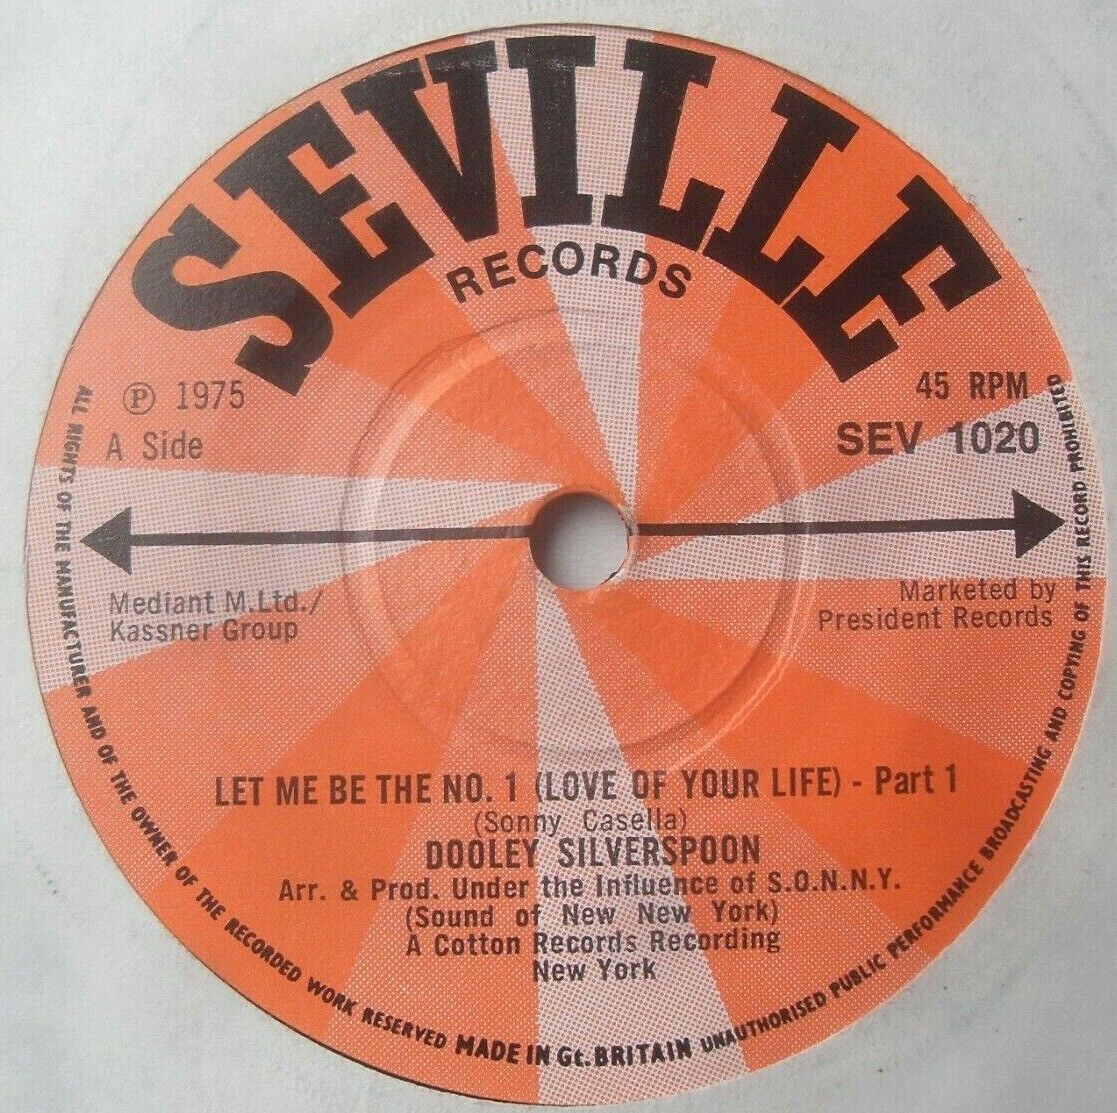 SEVILLE
RECORDS
Ⓟ 1975
A Side
45 RPM
SEV 1020
Mediant M.Ltd./
Kassner Group
Marketed by
President Records
LET ME BE THE NO. 1 (LOVE OF YOUR LIFE) - Part 1
(Sonny Casella)
DOOLEY SILVERSPOON
Arr. & Prod. Under the Influence of S.O.N.N.Y.
(Sound of New New York)
A Cotton Records Recording
New York
ALL RIGHTS OF THE MANUFACTURER AND OF THE OWNER OF THE RECORDED WORK RESERVED MADE IN Gt. BRITAIN UNAUTHORISED PUBLIC PERFORMANCE BROADCASTING AND COPYING OF THIS RECORD PROHIBITED